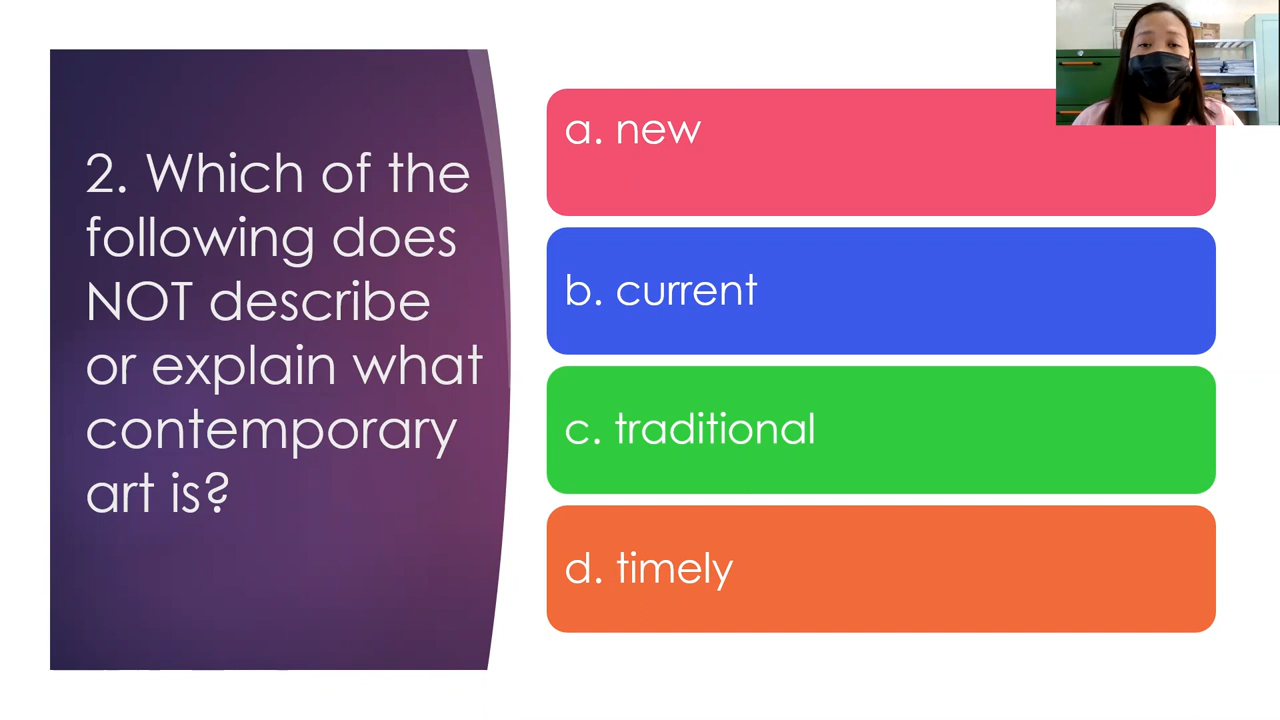 2. Which of the
following does
NOT describe
or explain what
contemporary
art is?
a. new
b. current
c. traditional
d. timely